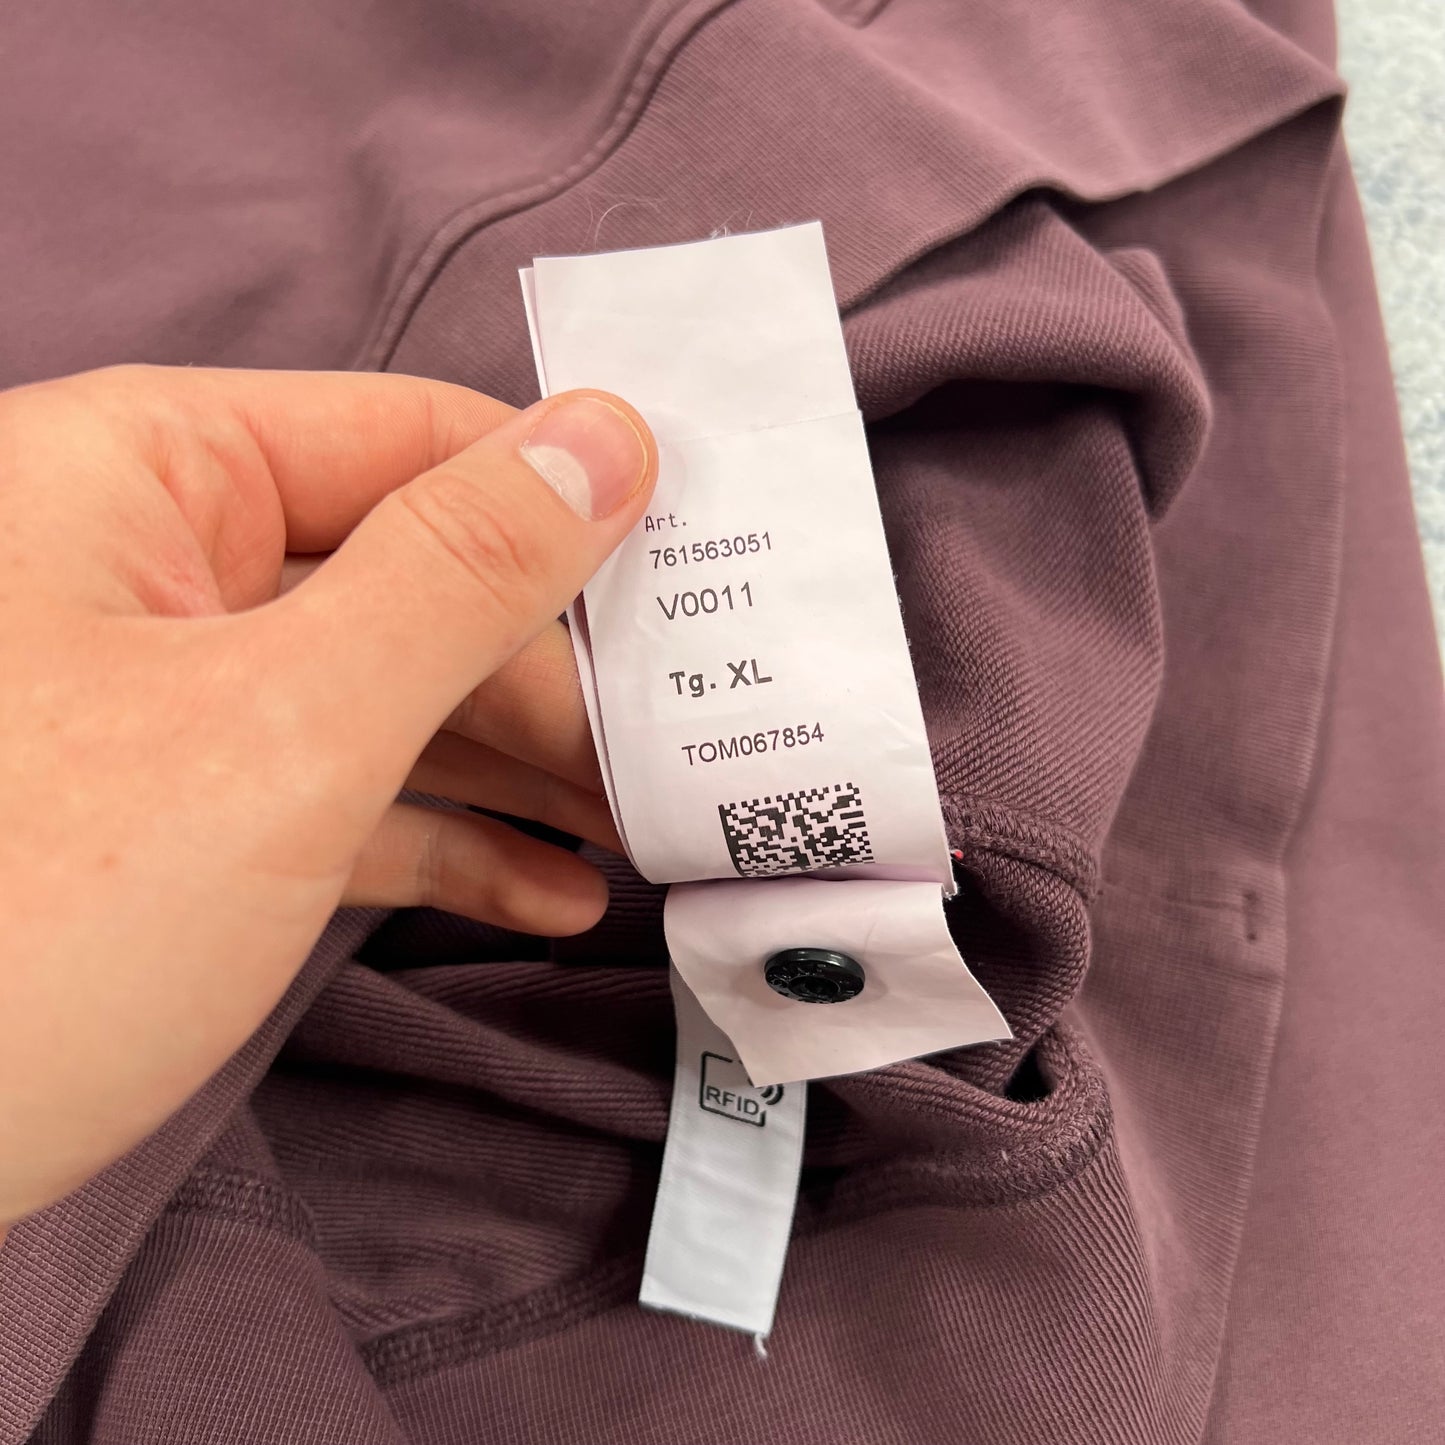 Art.
761563051
V0011
Tg. XL
TOM067854
RFID